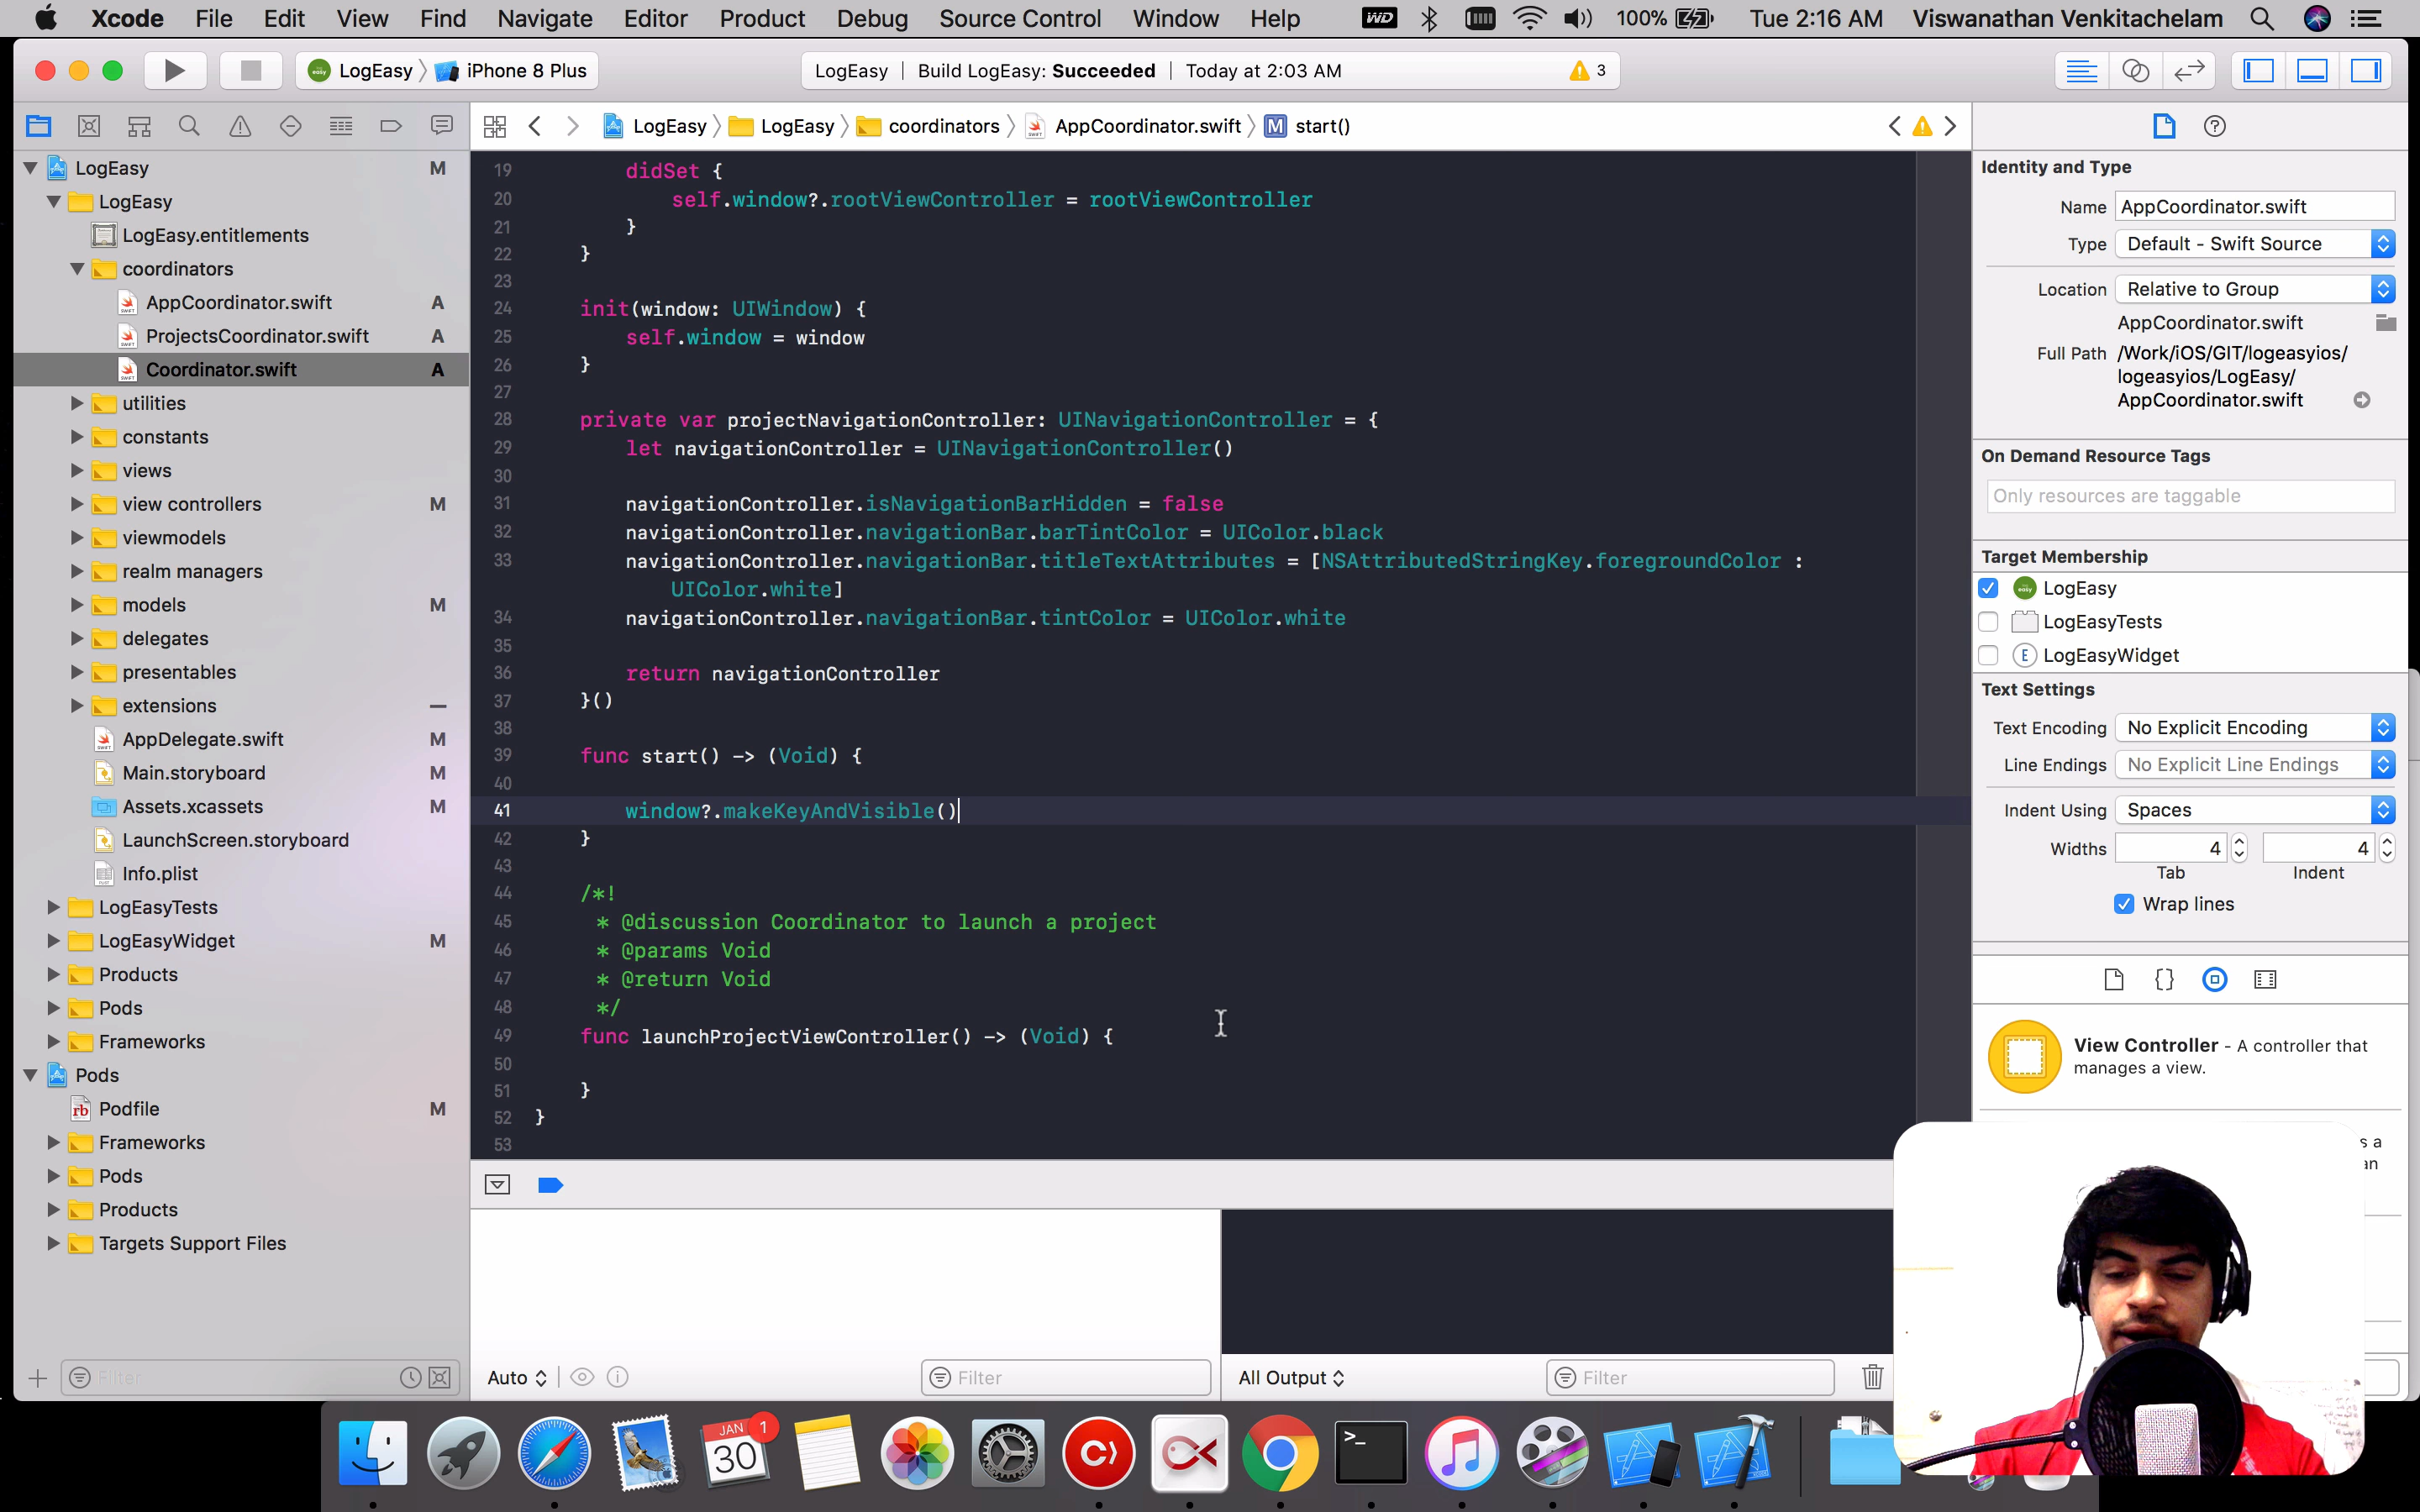 Xcode File Edit View Find Navigate Editor Product Debug Source Control Window Help WD 100% Tue 2:16 AM Viswanathan Venkitachelam
LogEasy iPhone 8 Plus LogEasy | Build LogEasy: Succeeded | Today at 2:03 AM 3
LogEasy LogEasy coordinators AppCoordinator.swift M start()
LogEasy M
LogEasy
LogEasy.entitlements
coordinators
AppCoordinator.swift A
ProjectsCoordinator.swift A
Coordinator.swift A
utilities
constants
views
view controllers M
viewmodels
realm managers
models M
delegates
presentables
extensions
AppDelegate.swift M
Main.storyboard M
Assets.xcassets M
LaunchScreen.storyboard
Info.plist
LogEasyTests
LogEasyWidget M
Products
Pods
Frameworks
Pods
Podfile M
Frameworks
Pods
Products
Targets Support Files
Filter
19 didSet {
20 self.window?.rootViewController = rootViewController
21 }
22 }
23
24 init(window: UIWindow) {
25 self.window = window
26 }
27
28 private var projectNavigationController: UINavigationController = {
29 let navigationController = UINavigationController()
30
31 navigationController.isNavigationBarHidden = false
32 navigationController.navigationBar.barTintColor = UIColor.black
33 navigationController.navigationBar.titleTextAttributes = [NSAttributedStringKey.foregroundColor :
UIColor.white]
34 navigationController.navigationBar.tintColor = UIColor.white
35
36 return navigationController
37 }()
38
39 func start() -> (Void) {
40
41 window?.makeKeyAndVisible()
42 }
43
44 /*!
45 * @discussion Coordinator to launch a project
46 * @params Void
47 * @return Void
48 */
49 func launchProjectViewController() -> (Void) {
50
51 }
52 }
53
Auto Filter
All Output Filter
Identity and Type
Name AppCoordinator.swift
Type Default - Swift Source
Location Relative to Group
AppCoordinator.swift
Full Path /Work/iOS/GIT/logeasyios/
logeasyios/LogEasy/
AppCoordinator.swift
On Demand Resource Tags
Only resources are taggable
Target Membership
LogEasy
LogEasyTests
E LogEasyWidget
Text Settings
Text Encoding No Explicit Encoding
Line Endings No Explicit Line Endings
Indent Using Spaces
Widths 4 4
Tab Indent
Wrap lines
{}
View Controller - A controller that
manages a view.
s a
JAN 1
30
>_